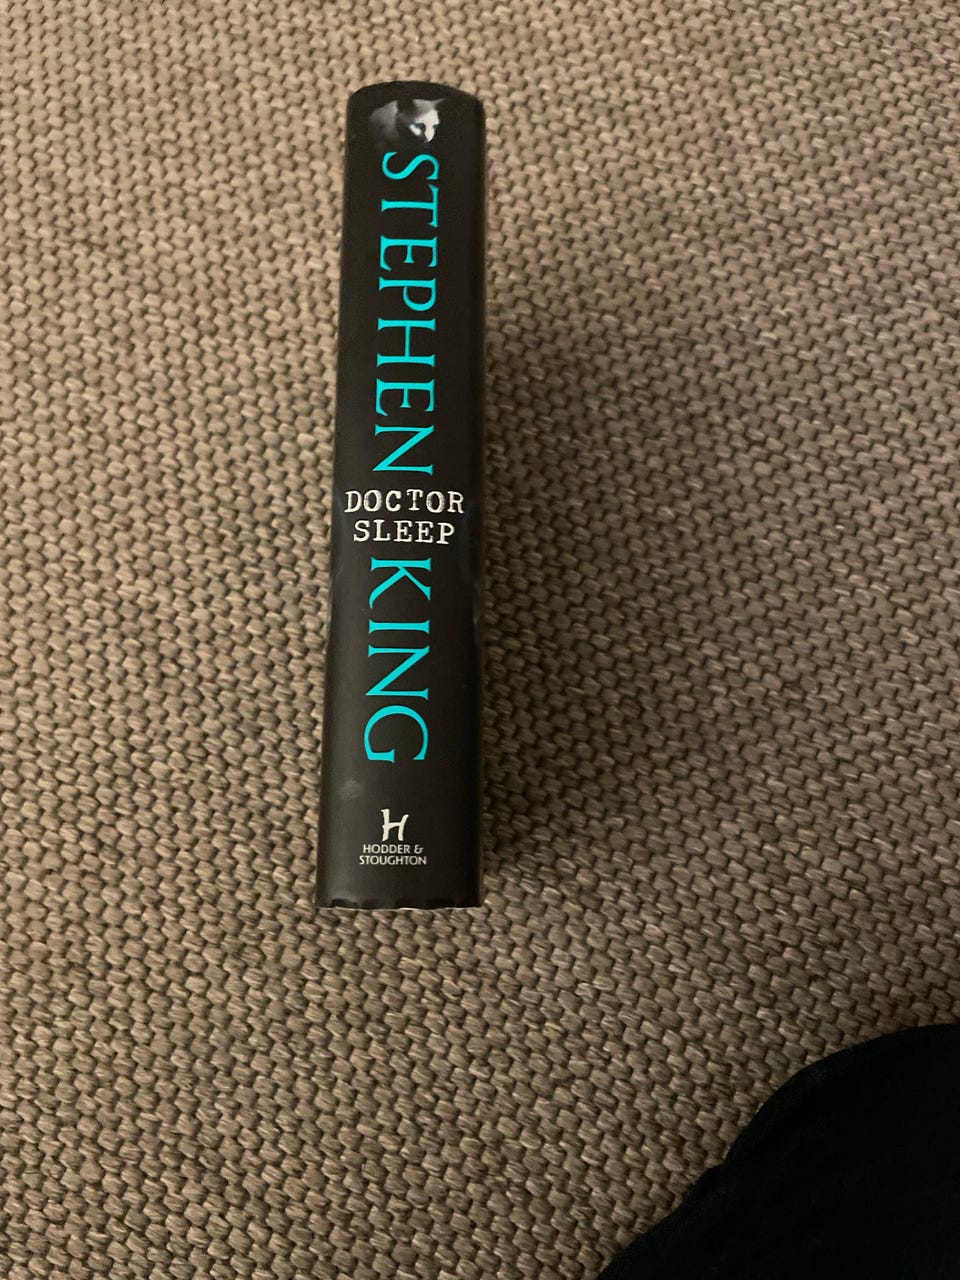 STEPHEN
DOCTOR
SLEEP
KING
H
HODDER &
STOUGHTON